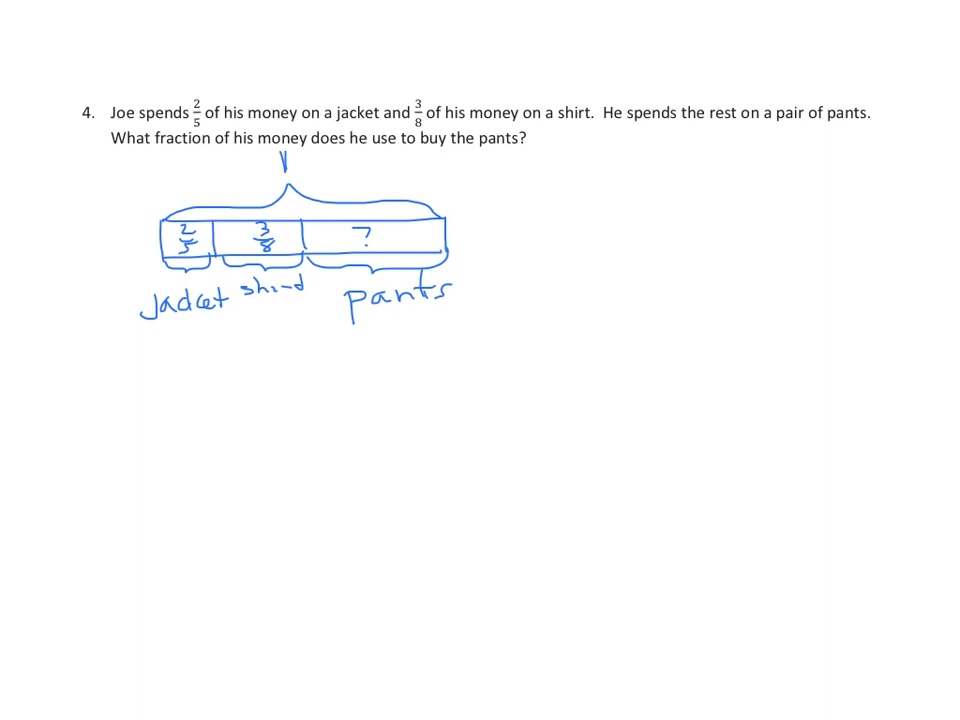 4. Joe spends 2/5 of his money on a jacket and 3/8 of his money on a shirt. He spends the rest on a pair of pants.
What fraction of his money does he use to buy the pants?
1
2/5 3/8 ?
Jacket shirt pants